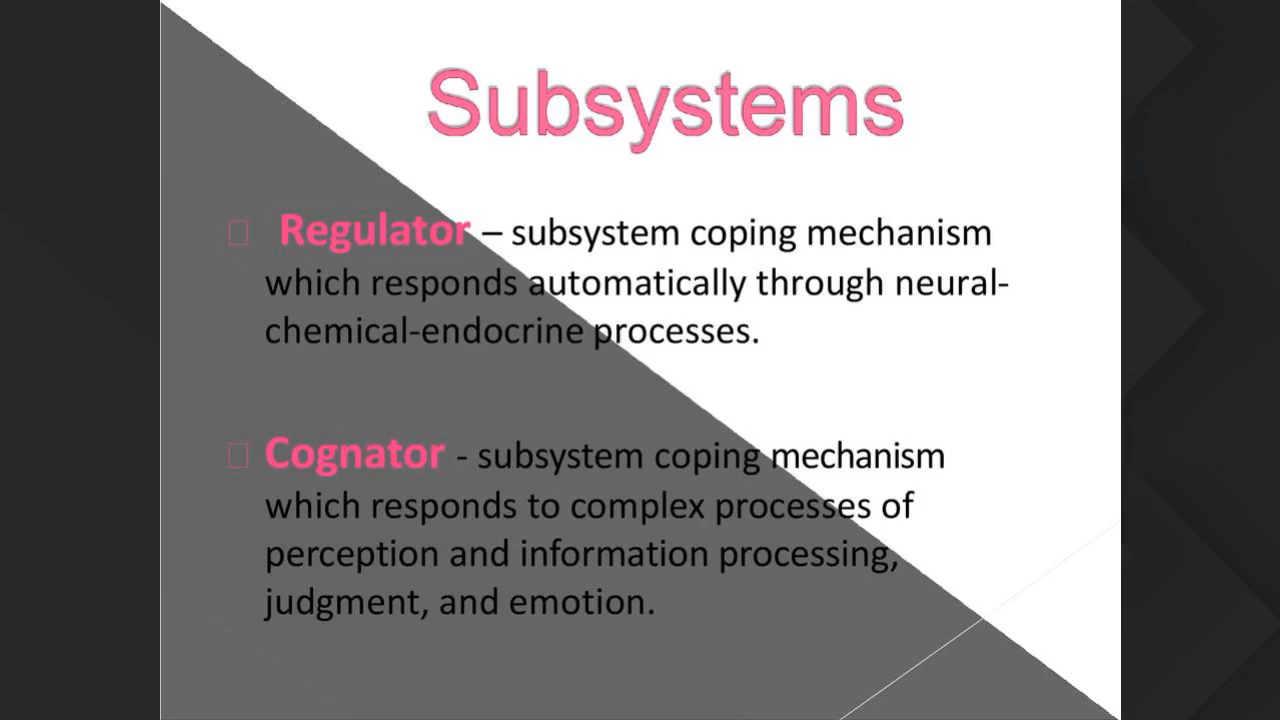 Subsystems
Regulator – subsystem coping mechanism
which responds automatically through neural-
chemical-endocrine processes.
Cognator - subsystem coping mechanism
which responds to complex processes of
perception and information processing,
judgment, and emotion.